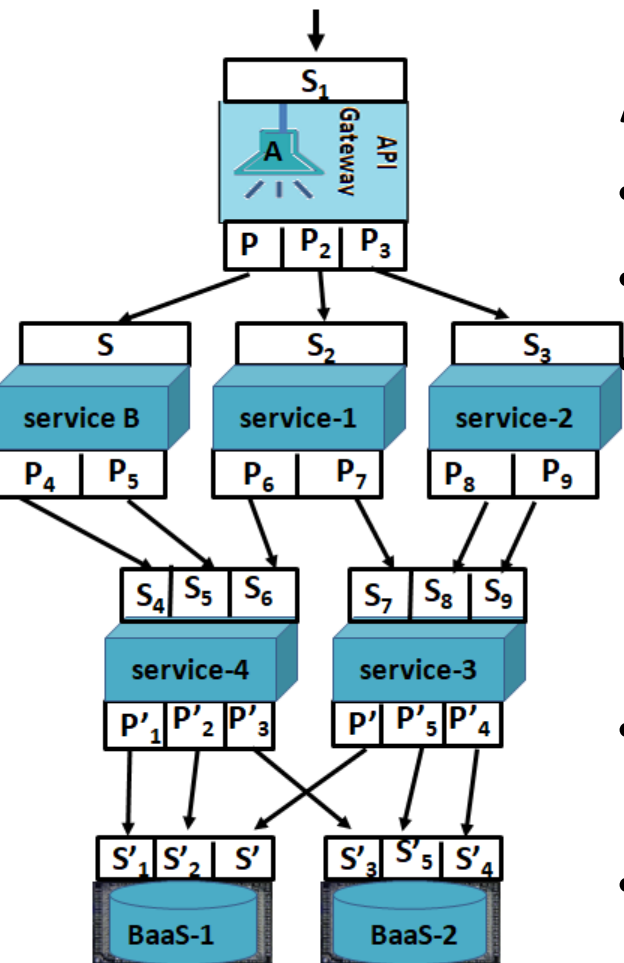 S₁
A
API
Gateway
P P₂ P₃
S S₂ S₃
service B service-1 service-2
P₄ P₅ P₆ P₇ P₈ P₉
S₄ S₅ S₆ S₇ S₈ S₉
service-4 service-3
P’₁ P’₂ P’₃ P’ P’₅ P’₄
S’₁ S’₂ S’ S’₃ S’₅ S’₄
BaaS-1 BaaS-2